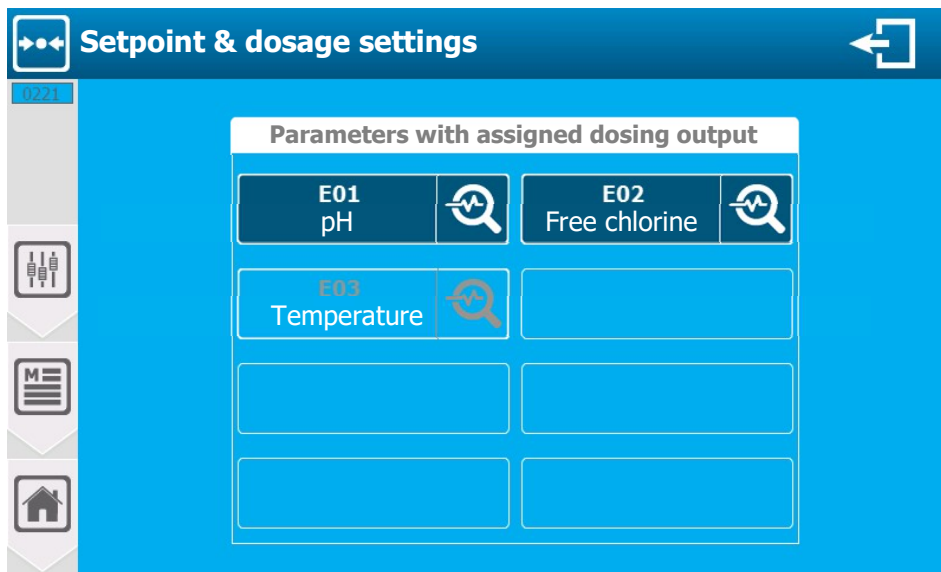 Setpoint & dosage settings
0221
Parameters with assigned dosing output
E01
pH
E02
Free chlorine
E03
Temperature
M